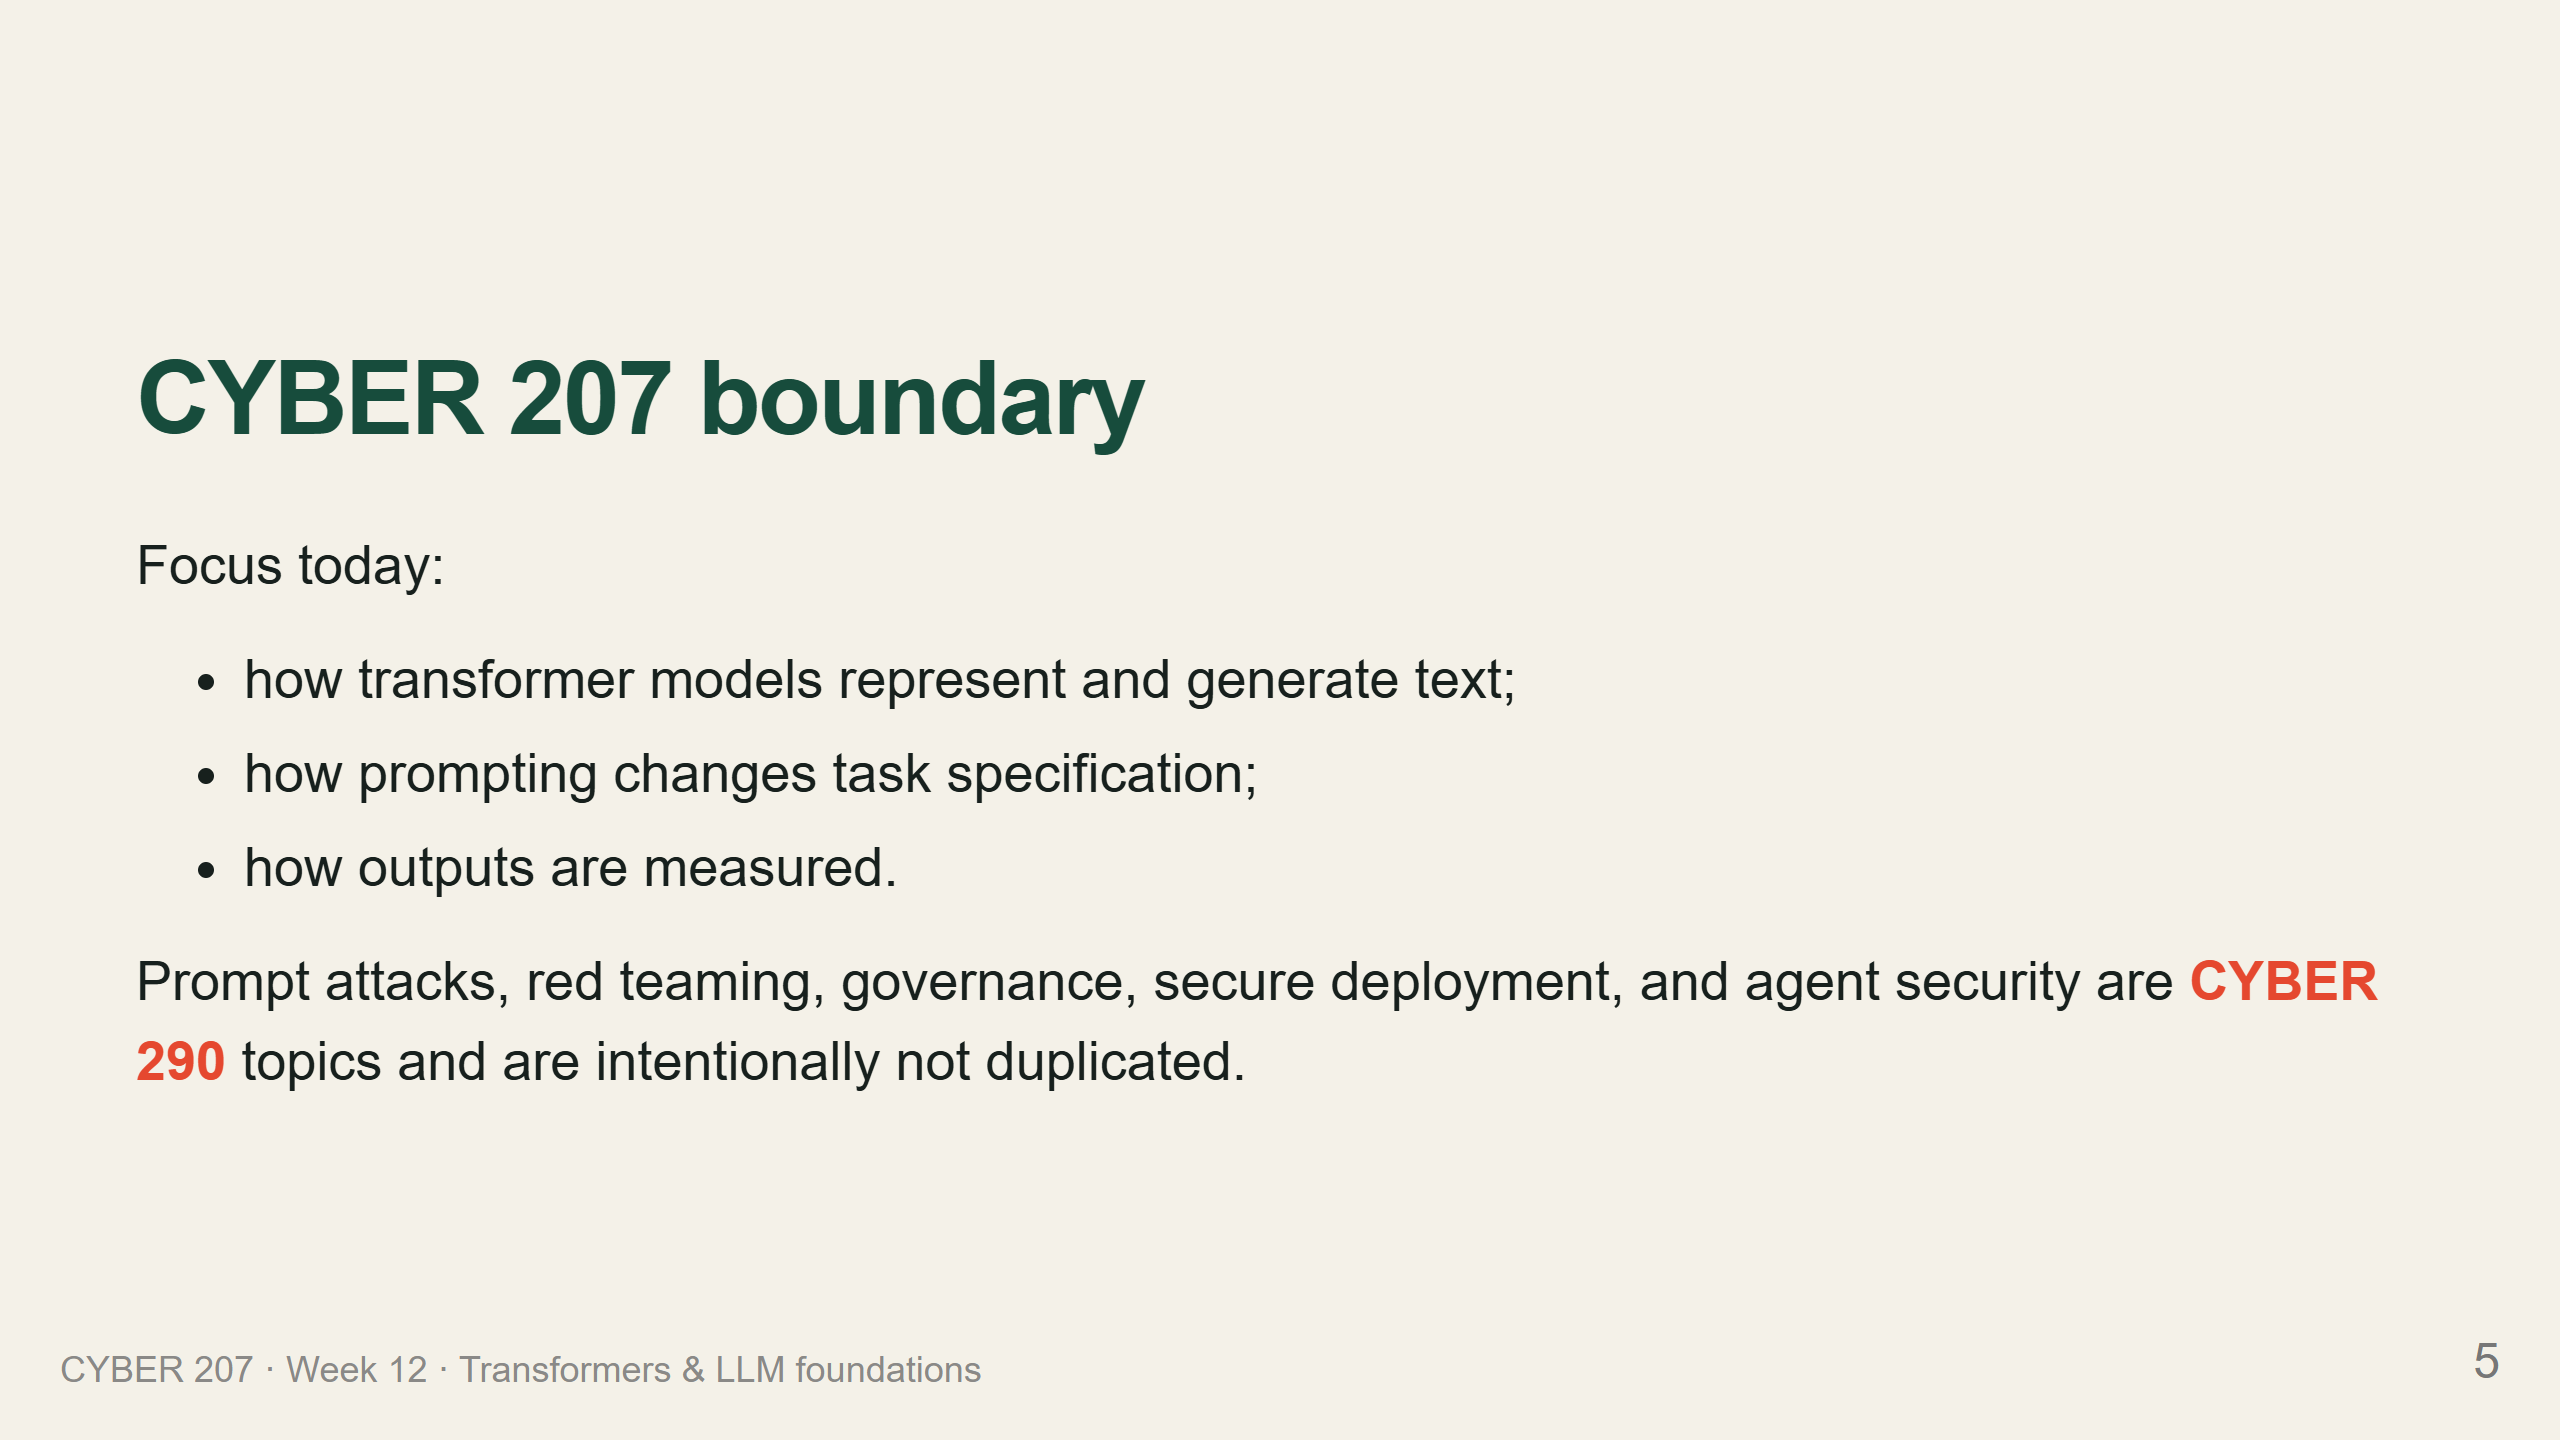 CYBER 207 boundary
Focus today:
• how transformer models represent and generate text;
• how prompting changes task specification;
• how outputs are measured.
Prompt attacks, red teaming, governance, secure deployment, and agent security are CYBER
290 topics and are intentionally not duplicated.
CYBER 207 · Week 12 · Transformers & LLM foundations
5